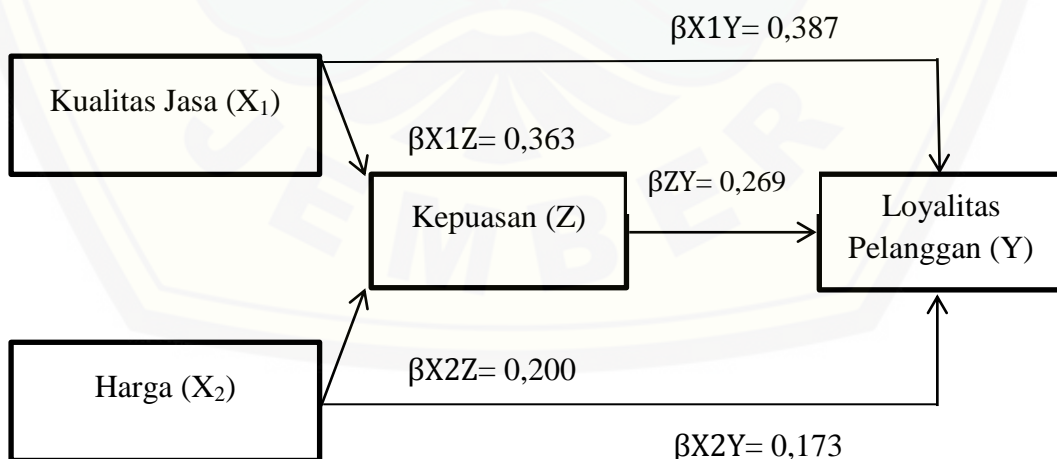 βX1Y= 0,387
Kualitas Jasa (X₁)
βX1Z= 0,363
βZY= 0,269
Kepuasan (Z)
Loyalitas
Pelanggan (Y)
βX2Z= 0,200
Harga (X₂)
βX2Y= 0,173
JEMBER